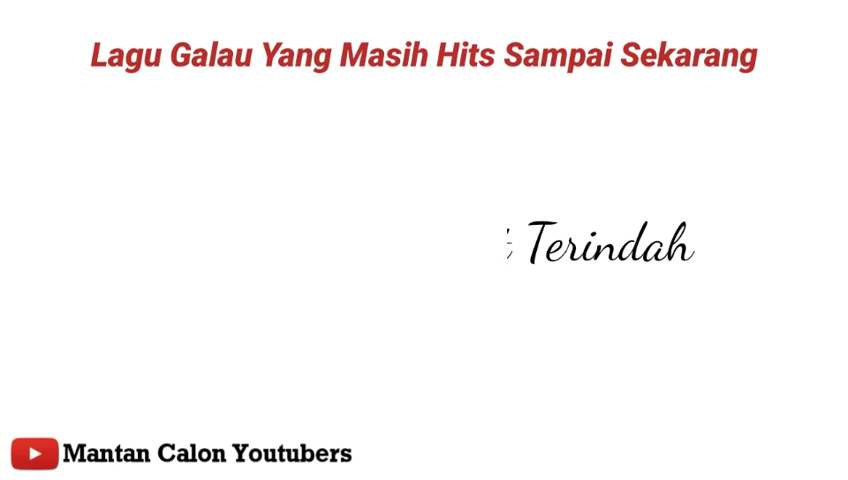 Lagu Galau Yang Masih Hits Sampai Sekarang
Terindah
Mantan Calon Youtubers